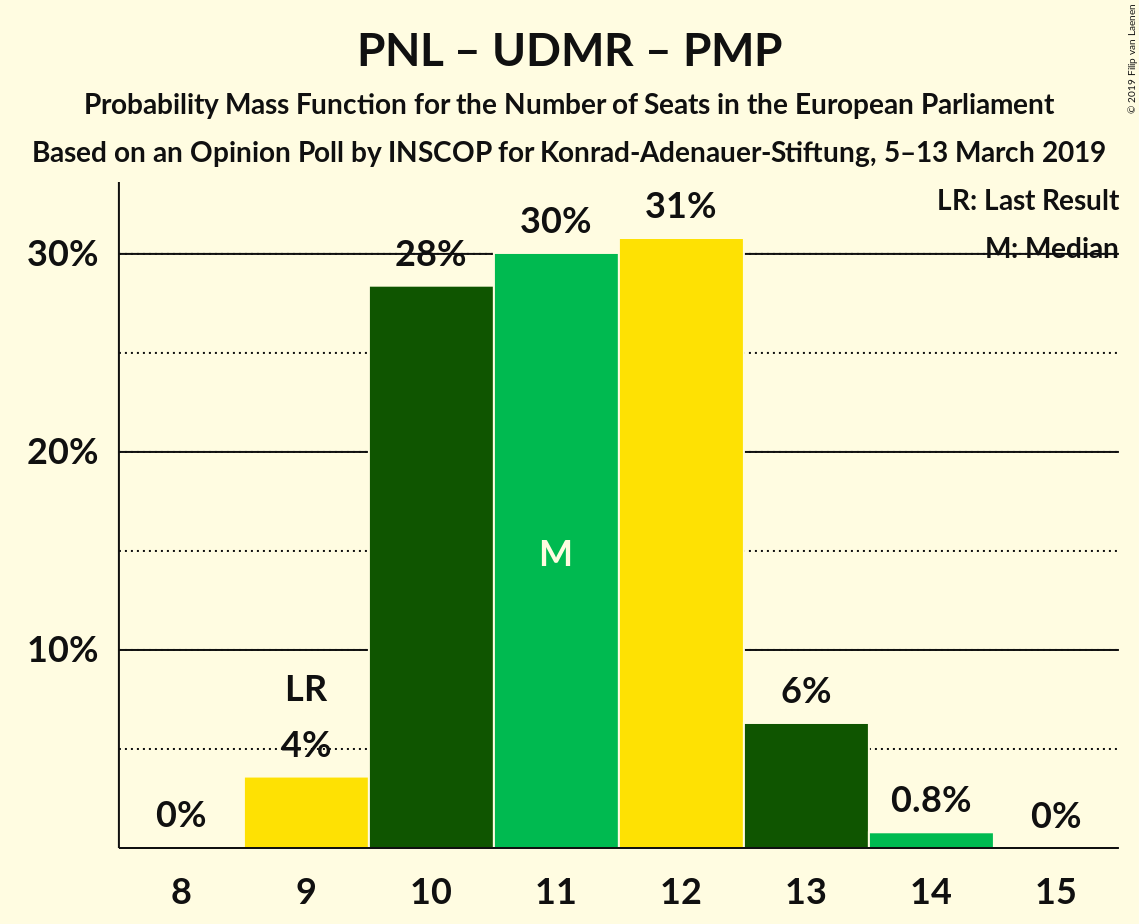 PNL – UDMR – PMP
Probability Mass Function for the Number of Seats in the European Parliament
Based on an Opinion Poll by INSCOP for Konrad-Adenauer-Stiftung, 5–13 March 2019
© 2019 Filip van Laenen
LR: Last Result
M: Median
30%
20%
10%
0%
LR
4%
28%
30%
M
31%
6%
0.8%
0%
8 9 10 11 12 13 14 15